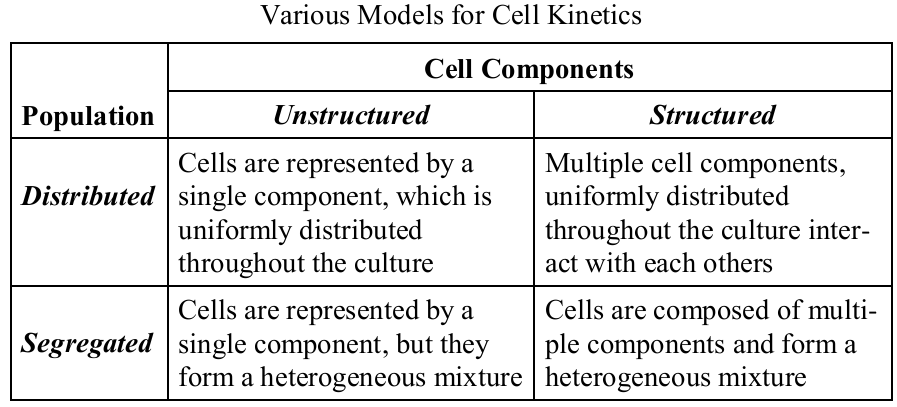 Various Models for Cell Kinetics
Cell Components
Population
Unstructured
Structured
Distributed
Cells are represented by a
single component, which is
uniformly distributed
throughout the culture
Multiple cell components,
uniformly distributed
throughout the culture inter-
act with each others
Segregated
Cells are represented by a
single component, but they
form a heterogeneous mixture
Cells are composed of multi-
ple components and form a
heterogeneous mixture